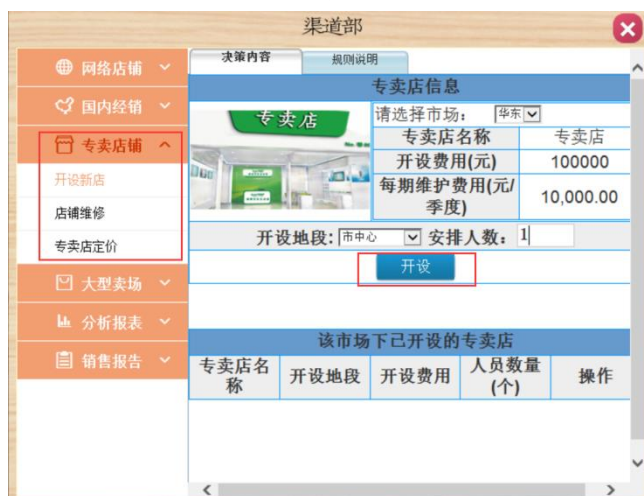 渠道部
网络店铺
国内经销
专卖店铺
开设新店
店铺维修
专卖店定价
大型卖场
分析报表
销售报告
决策内容 规则说明
专卖店信息
专卖店
请选择市场： 华东
专卖店名称 专卖店
开设费用(元) 100000
每期维护费用(元/
季度) 10,000.00
开设地段: 市中心 安排人数： 1
开设
该市场下已开设的专卖店
专卖店名
称 开设地段 开设费用 人员数量
(个) 操作